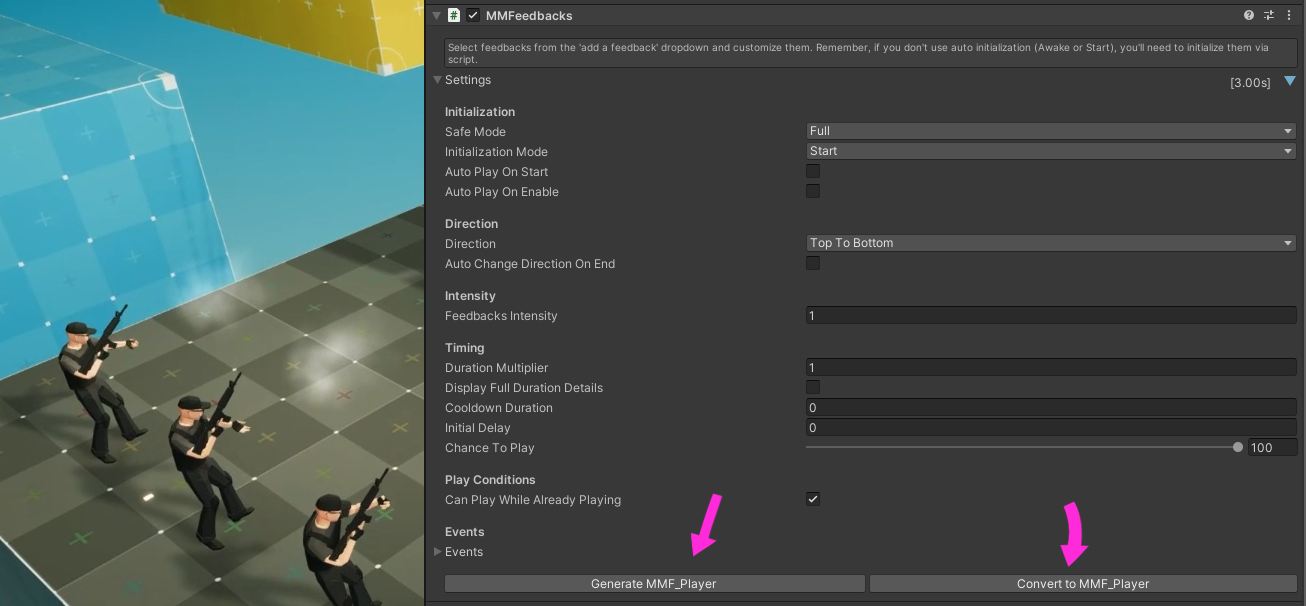 MMFeedbacks
Select feedbacks from the 'add a feedback' dropdown and customize them. Remember, if you don't use auto initialization (Awake or Start), you'll need to initialize them via
script.
Settings [3.00s]
Initialization
Safe Mode Full
Initialization Mode Start
Auto Play On Start
Auto Play On Enable
Direction
Direction Top To Bottom
Auto Change Direction On End
Intensity
Feedbacks Intensity 1
Timing
Duration Multiplier 1
Display Full Duration Details
Cooldown Duration 0
Initial Delay 0
Chance To Play 100
Play Conditions
Can Play While Already Playing
Events
Events
Generate MMF_Player Convert to MMF_Player